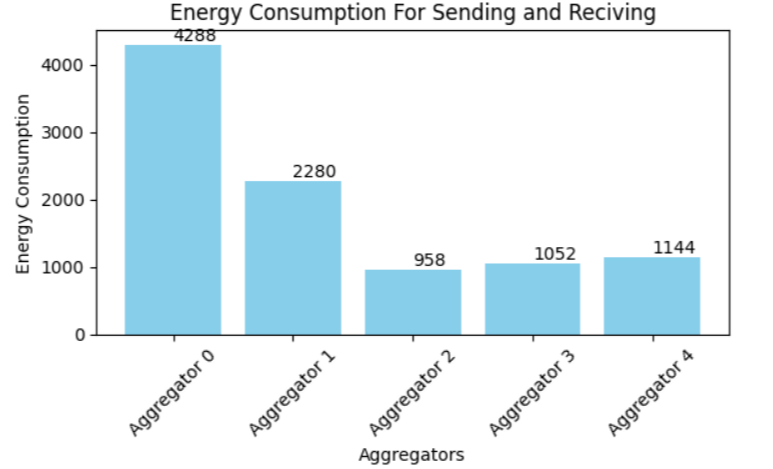 Energy Consumption For Sending and Reciving
4288
4000
3000
2280
2000
1144
1052
1000
958
0
Energy Consumption
Aggregator 0
Aggregator 1
Aggregator 2
Aggregator 3
Aggregator 4
Aggregators